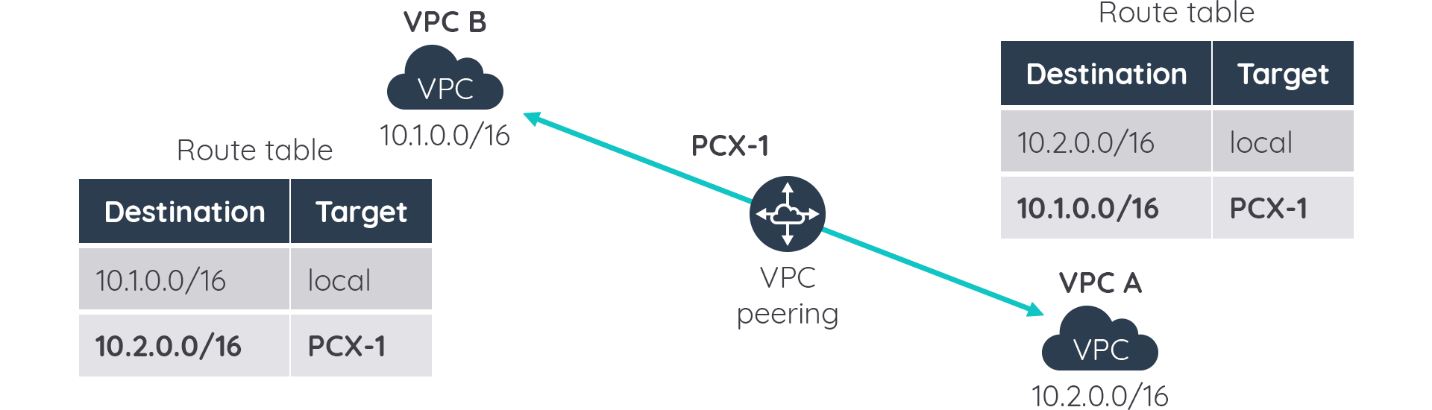 VPC B
VPC
10.1.0.0/16
Route table
Destination Target
10.1.0.0/16 local
10.2.0.0/16 PCX-1
PCX-1
VPC
peering
Route table
Destination Target
10.2.0.0/16 local
10.1.0.0/16 PCX-1
VPC A
VPC
10.2.0.0/16